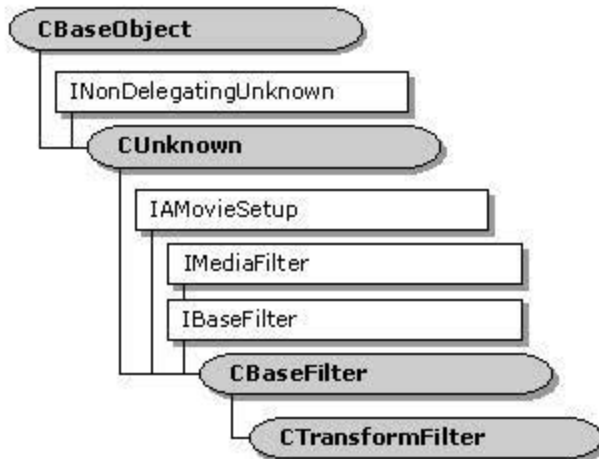 CBaseObject
INonDelegatingUnknown
CUnknown
IAMovieSetup
IMediaFilter
IBaseFilter
CBaseFilter
CTransformFilter